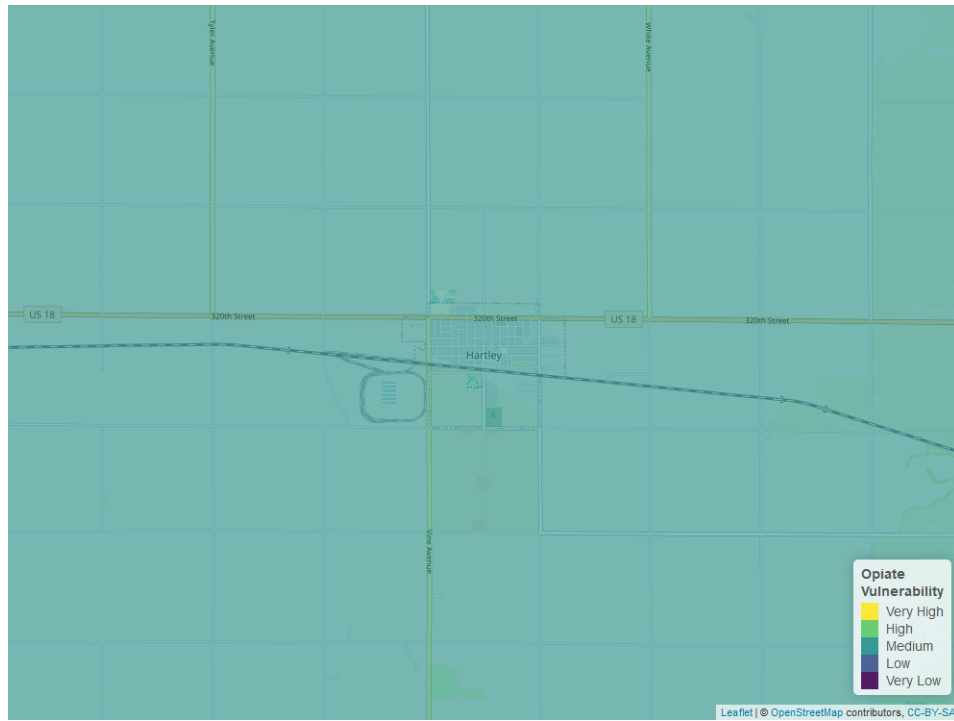 Tyler Avenue
White Avenue
US 18
320th Street
320th Street
US 18
320th Street
Hartley
Vine Avenue
Opiate
Vulnerability
Very High
High
Medium
Low
Very Low
Leaflet | © OpenStreetMap contributors, CC-BY-SA